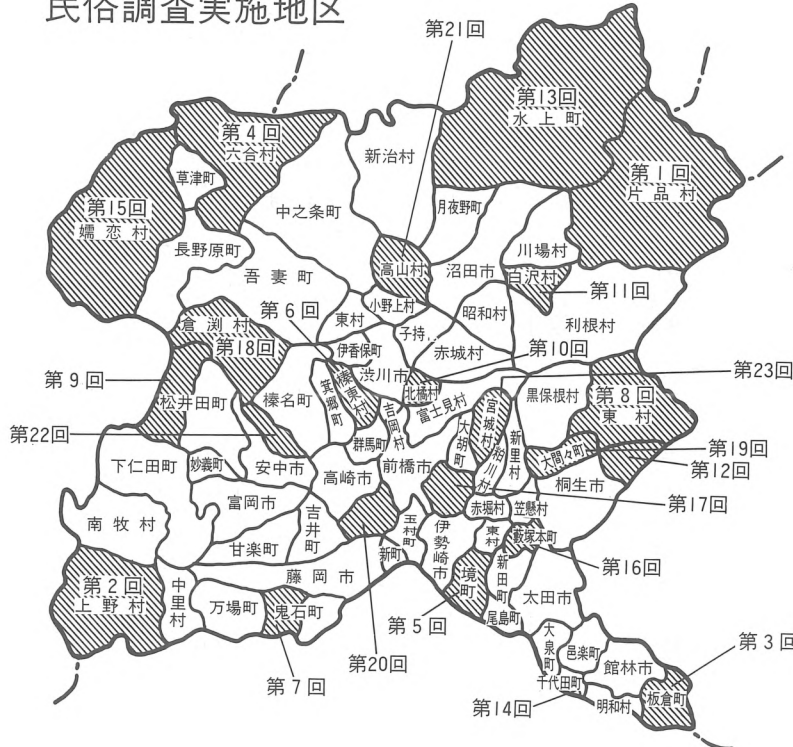 民俗調査実施地区
第21回
第13回
水上町
第4回
六合村
新治村
第1回
片品村
草津町
第15回
嬬恋村
中之条町
月夜野町
川場村
長野原町
高山村
沼田市
白沢村
吾妻町
第11回
小野上村
昭和村
利根村
第6回
東村
子持
倉渕村
第18回
伊香保町
赤城村
第10回
第23回
第9回
渋川市
榛東村
北橘村
宮城村
黒保根村
第8回
東村
松井田町
榛名町
箕郷町
富士見村
第22回
群馬町
吉岡村
大胡町
粕川村
新里村
大間々町
第19回
第12回
下仁田町
妙義町
安中市
高崎市
前橋市
桐生市
第17回
富岡市
赤堀村
笠懸村
南牧村
吉井町
玉村町
伊勢崎市
東村
藪塚本町
甘楽町
新町
第16回
藤岡市
境町
新田町
太田市
第2回
上野村
中里村
万場町
鬼石町
尾島町
第5回
大泉町
邑楽町
第3回
館林市
第20回
第7回
千代田町
板倉町
第14回
明和村